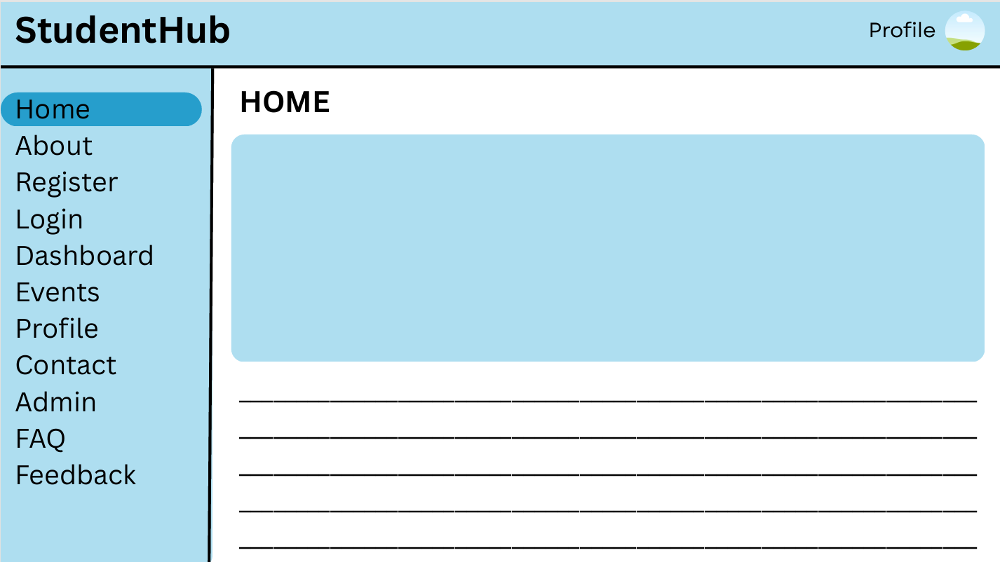 StudentHub
Profile
Home
About
Register
Login
Dashboard
Events
Profile
Contact
Admin
FAQ
Feedback
HOME